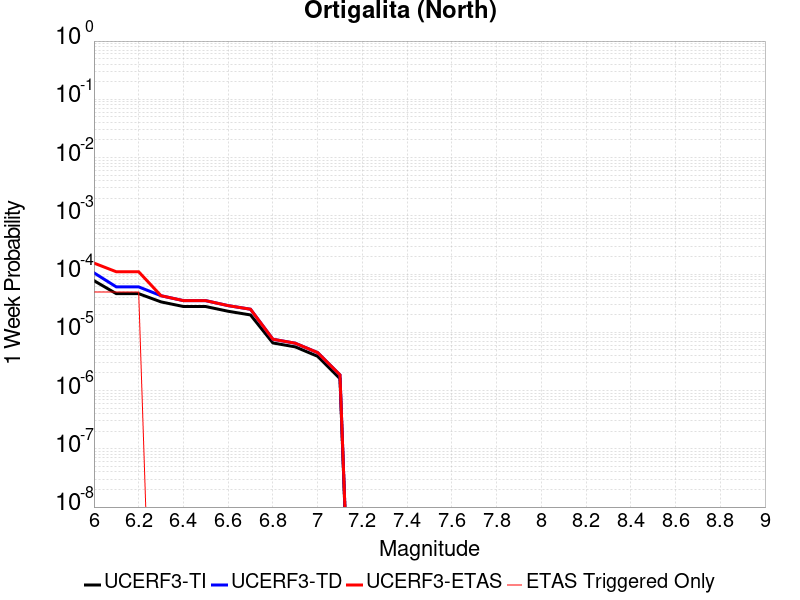 Ortigalita (North)
1 Week Probability
10^0
10^-1
10^-2
10^-3
10^-4
10^-5
10^-6
10^-7
10^-8
6 6.2 6.4 6.6 6.8 7 7.2 7.4 7.6 7.8 8 8.2 8.4 8.6 8.8 9
Magnitude
UCERF3-TI UCERF3-TD UCERF3-ETAS ETAS Triggered Only